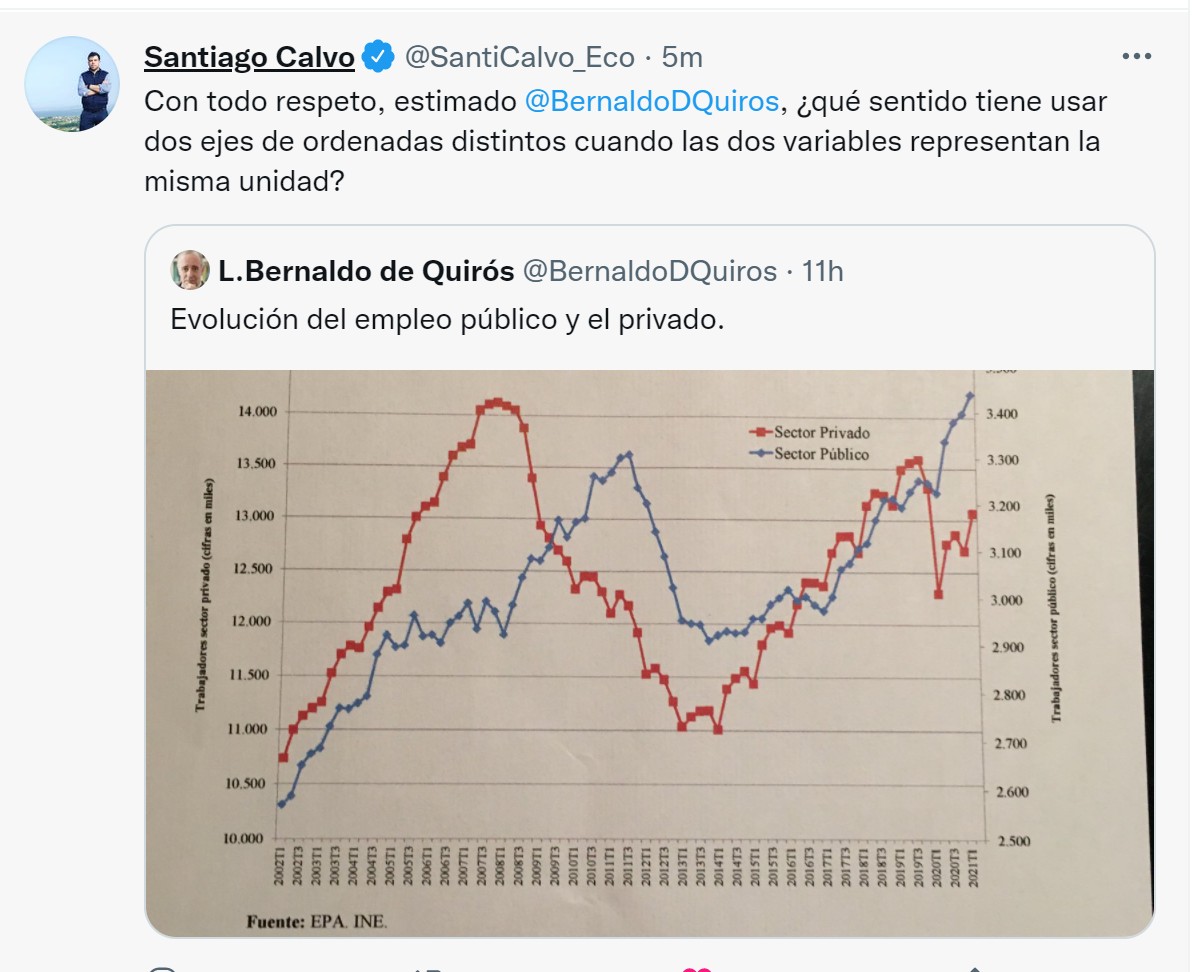 Santiago Calvo @SantiCalvo_Eco · 5m
Con todo respeto, estimado @BernaldoDQuiros, ¿qué sentido tiene usar
dos ejes de ordenadas distintos cuando las dos variables representan la
misma unidad?
L.Bernaldo de Quirós @BernaldoDQuiros · 11h
Evolución del empleo público y el privado.
Trabajadores sector privado (cifras en miles)
14.000
13.500
13.000
12.500
12.000
11.500
11.000
10.500
10.000
Sector Privado
Sector Público
3.400
3.300
3.200
3.100
3.000
2.900
2.800
2.700
2.600
2.500
Trabajadores sector público (cifras en miles)
2002T1
2002T3
2003T1
2003T3
2004T1
2004T3
2005T1
2005T3
2006T1
2006T3
2007T1
2007T3
2008T1
2008T3
2009T1
2009T3
2010T1
2010T3
2011T1
2011T3
2012T1
2012T3
2013T1
2013T3
2014T1
2014T3
2015T1
2015T3
2016T1
2016T3
2017T1
2017T3
2018T1
2018T3
2019T1
2019T3
2020T1
2020T3
2021T1
Fuente: EPA. INE.